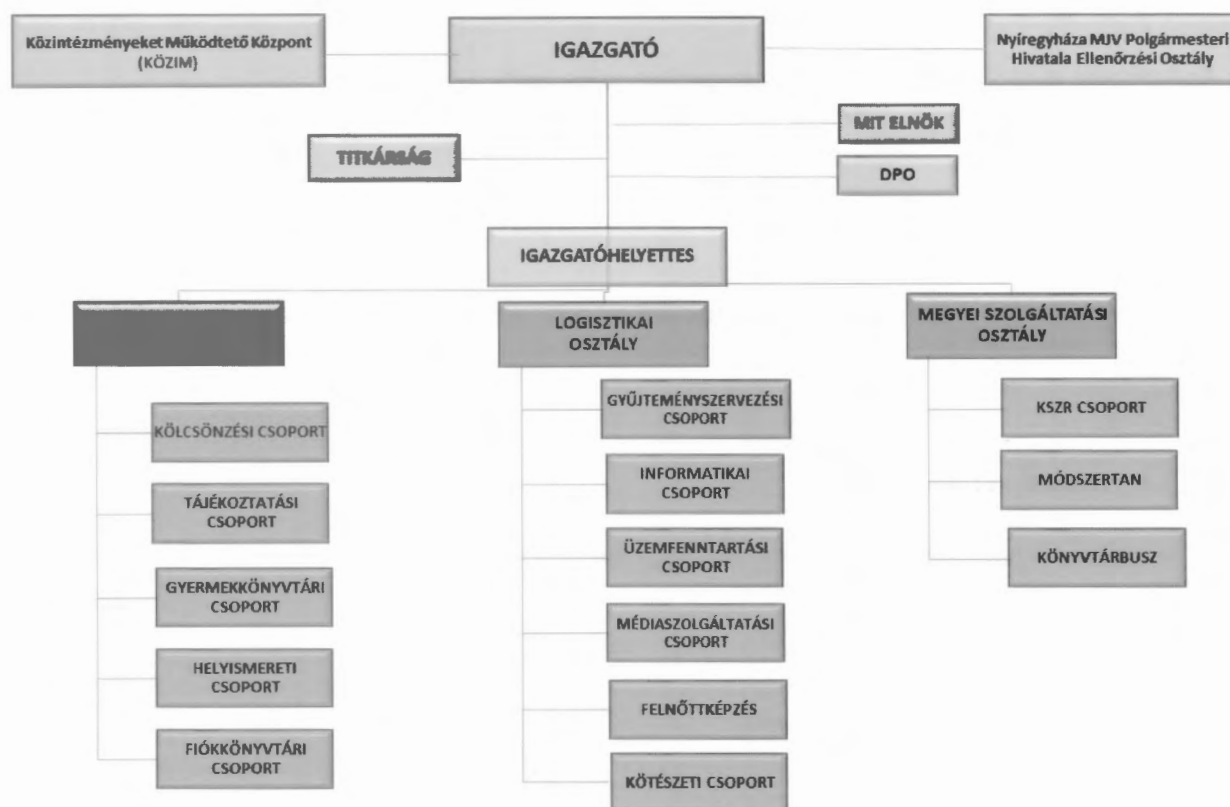 Közintézményeket Működtető Központ
(KÖZIM)
IGAZGATÓ
Nyíregyháza MJV Polgármesteri
Hivatala Ellenőrzési Osztály
MIT ELNÖK
TITKÁRSÁG
DPO
IGAZGATÓHELYETTES
LOGISZTIKAI
OSZTÁLY
MEGYEI SZOLGÁLTATÁSI
OSZTÁLY
KÖLCSÖNZÉSI CSOPORT
TÁJÉKOZTATÁSI
CSOPORT
GYERMEKKÖNYVTÁRI
CSOPORT
HELYISMERETI
CSOPORT
FIÓKKÖNYVTÁRI
CSOPORT
GYŰJTEMÉNYSZERVEZÉSI
CSOPORT
INFORMATIKAI
CSOPORT
ÜZEMFENNTARTÁSI
CSOPORT
MÉDIASZOLGÁLTATÁSI
CSOPORT
FELNŐTTKÉPZÉS
KÖTÉSZETI CSOPORT
KSZR CSOPORT
MÓDSZERTAN
KÖNYVTÁRBUSZ